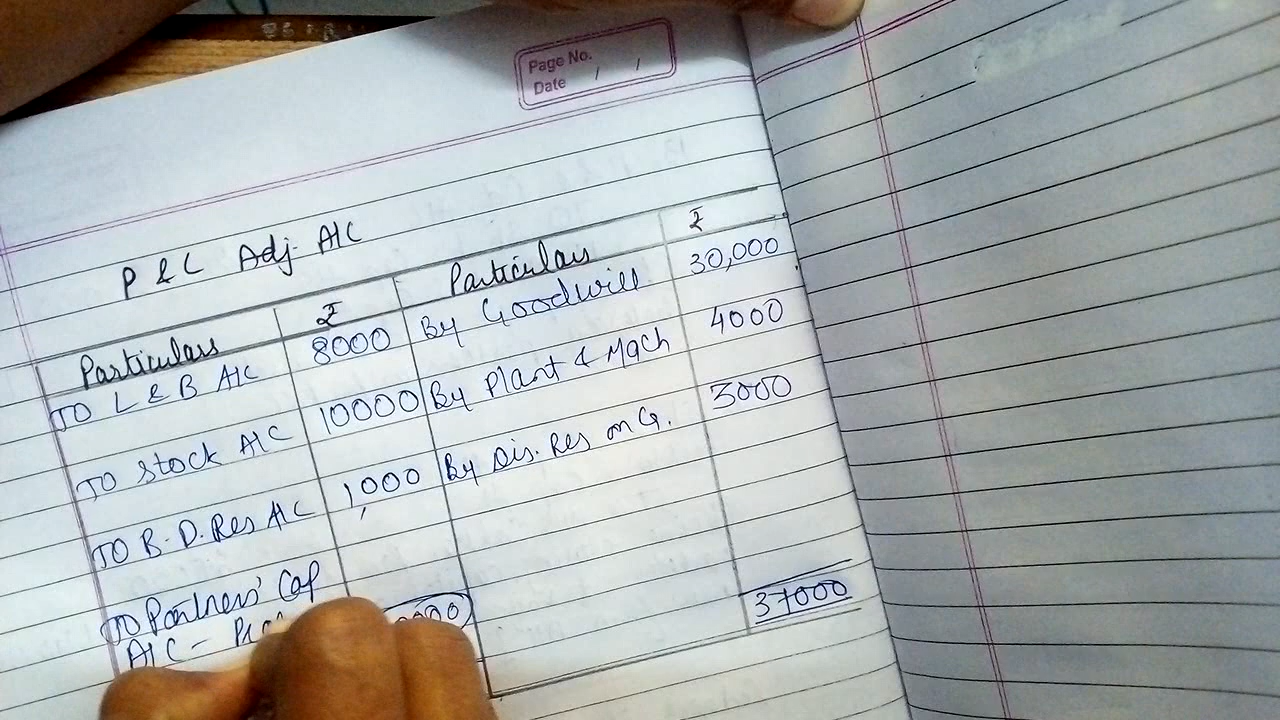 Page No.
Date / /
P & L Adj. A/C
Particulars ₹ Particulars ₹
TO L & B A/C 8000 By Goodwill 30,000
TO Stock A/C 10000 By Plant & Mach 4000
TO B.D. Res A/C 1,000 By Dis. Res on Cr. 3000
TO Partners' Cap
A/C -
37000